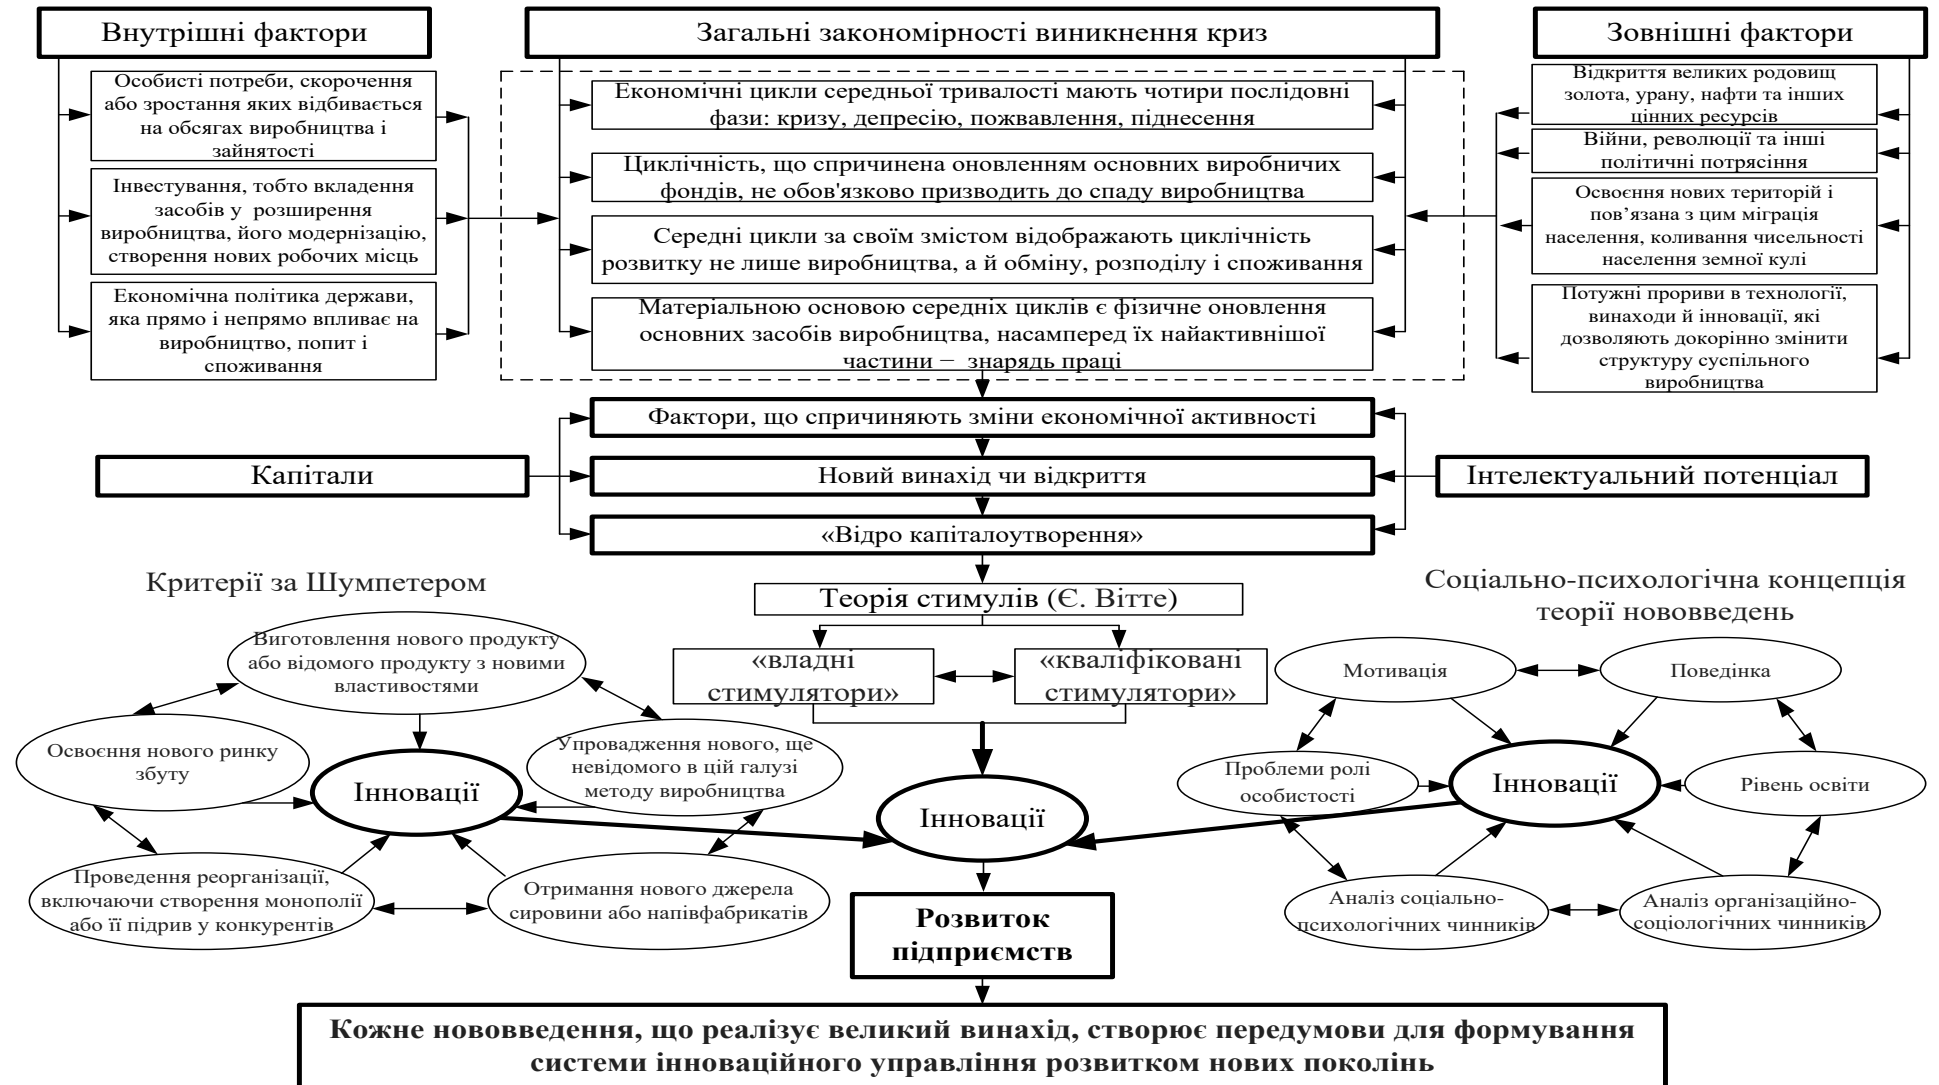 Внутрішні фактори
Особисті потреби, скорочення
або зростання яких відбивається
на обсягах виробництва і
зайнятості
Інвестування, тобто вкладення
засобів у розширення
виробництва, його модернізацію,
створення нових робочих місць
Економічна політика держави,
яка прямо і непрямо впливає на
виробництво, попит і
споживання
Загальні закономірності виникнення криз
Економічні цикли середньої тривалості мають чотири послідовні
фази: кризу, депресію, пожвавлення, піднесення
Циклічність, що спричинена оновленням основних виробничих
фондів, не обов'язково призводить до спаду виробництва
Середні цикли за своїм змістом відображають циклічність
розвитку не лише виробництва, а й обміну, розподілу і споживання
Матеріальною основою середніх циклів є фізичне оновлення
основних засобів виробництва, насамперед їх найактивнішої
частини − знарядь праці
Зовнішні фактори
Відкриття великих родовищ
золота, урану, нафти та інших
цінних ресурсів
Війни, революції та інші
політичні потрясіння
Освоєння нових територій і
пов’язана з цим міграція
населення, коливання чисельності
населення земної кулі
Потужні прориви в технології,
винаходи й інновації, які
дозволяють докорінно змінити
структуру суспільного
виробництва
Фактори, що спричиняють зміни економічної активності
Капітали
Новий винахід чи відкриття
Інтелектуальний потенціал
«Відро капіталоутворення»
Теорія стимулів (Є. Вітте)
«владні
стимулятори»
«кваліфіковані
стимулятори»
Критерії за Шумпетером
Виготовлення нового продукту
або відомого продукту з новими
властивостями
Освоєння нового ринку
збуту
Інновації
Упровадження нового, ще
невідомого в цій галузі
методу виробництва
Проведення реорганізації,
включаючи створення монополії
або її підрив у конкурентів
Отримання нового джерела
сировини або напівфабрикатів
Інновації
Соціально-психологічна концепція
теорії нововведень
Мотивація
Поведінка
Проблеми ролі
особистості
Інновації
Рівень освіти
Аналіз соціально-
психологічних чинників
Аналіз організаційно-
соціологічних чинників
Розвиток
підприємств
Кожне нововведення, що реалізує великий винахід, створює передумови для формування
системи інноваційного управління розвитком нових поколінь